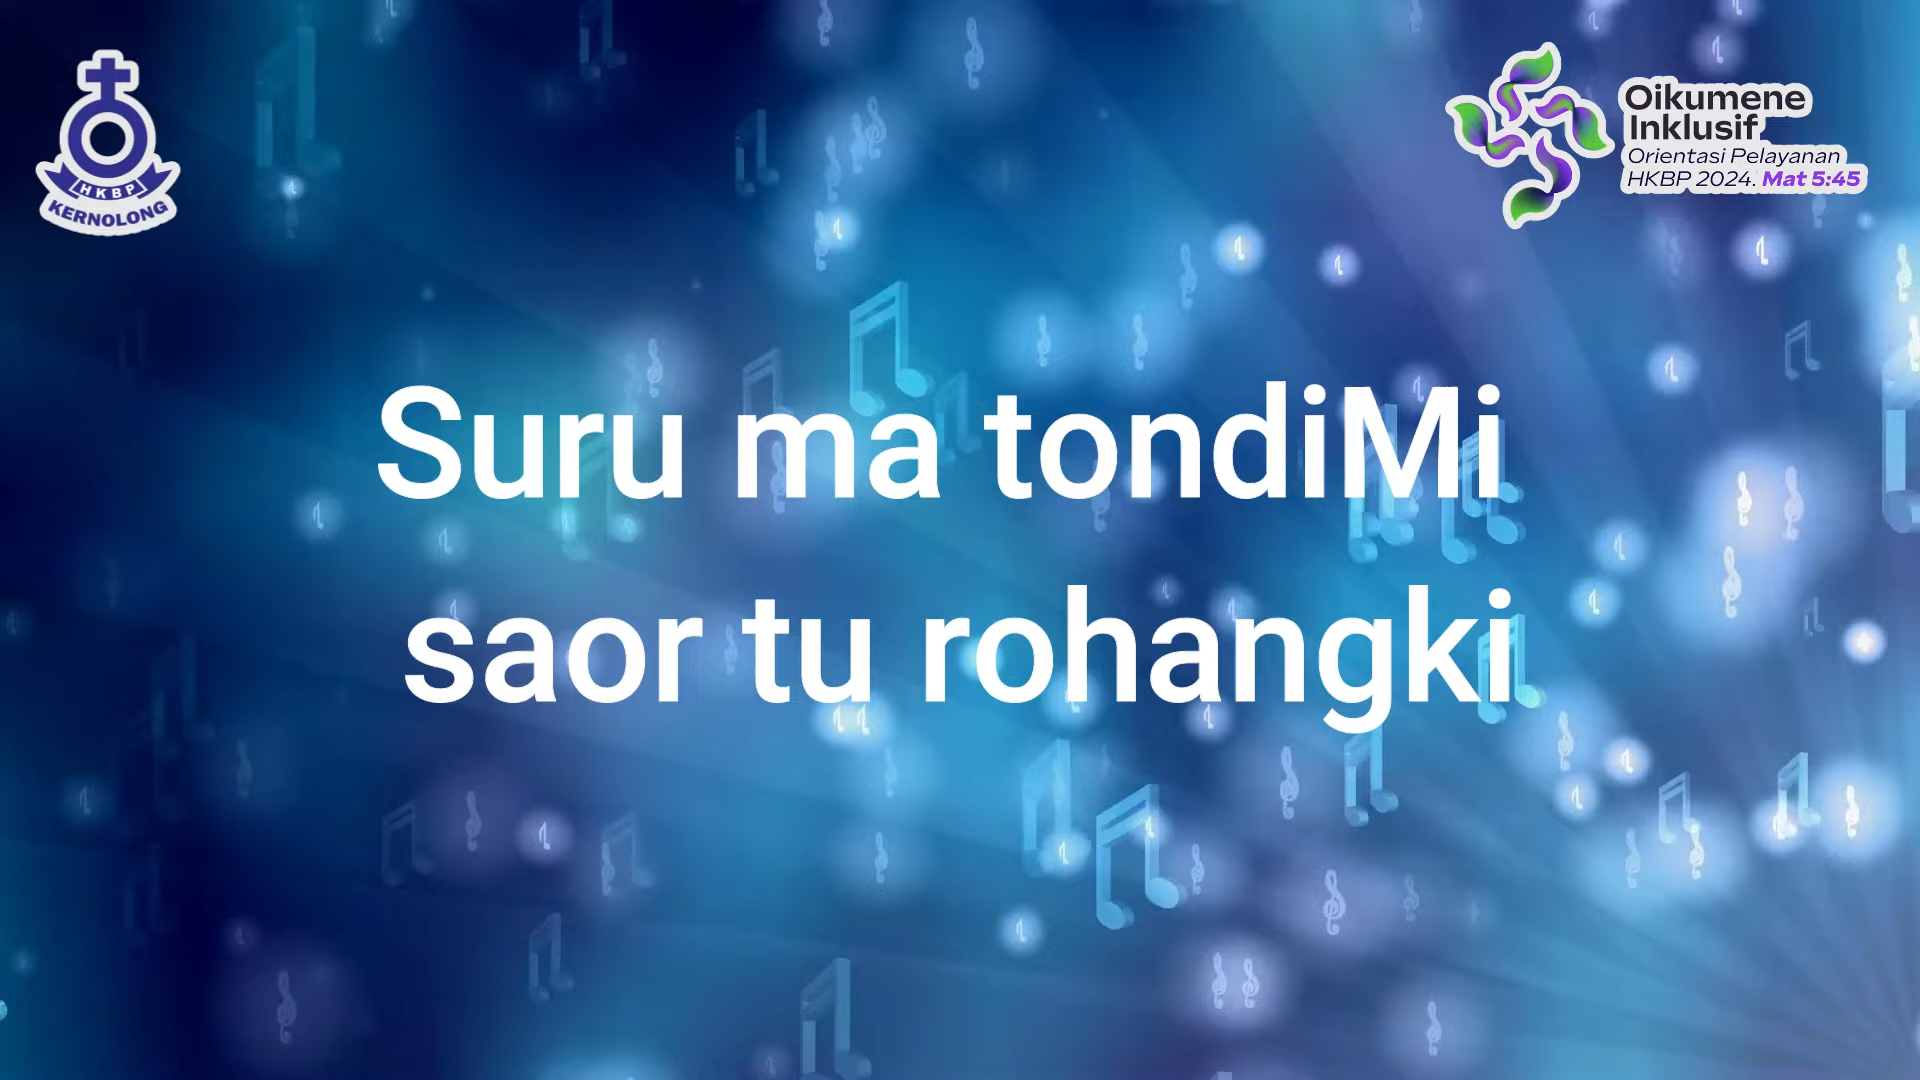 HKBP
KERNOLONG
Oikumene
Inklusif
Orientasi Pelayanan
HKBP 2024. Mat 5:45
Suru ma tondiMi
saor tu rohangki